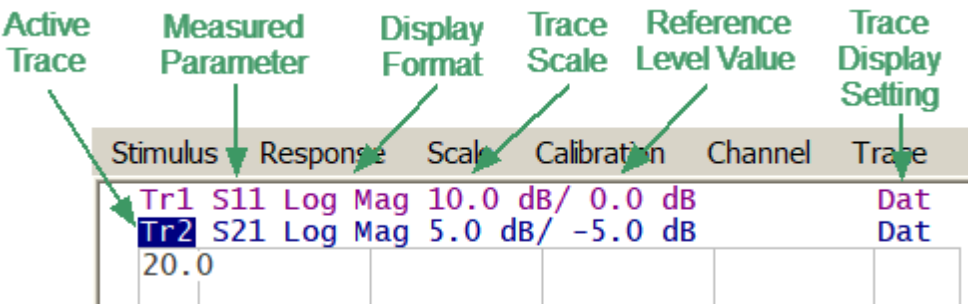 Active Trace
Measured Parameter
Display Format
Trace Scale
Reference Level Value
Trace Display Setting
Stimulus Response Scale Calibration Channel Trace
Tr1 S11 Log Mag 10.0 dB/ 0.0 dB Dat
Tr2 S21 Log Mag 5.0 dB/ -5.0 dB Dat
20.0